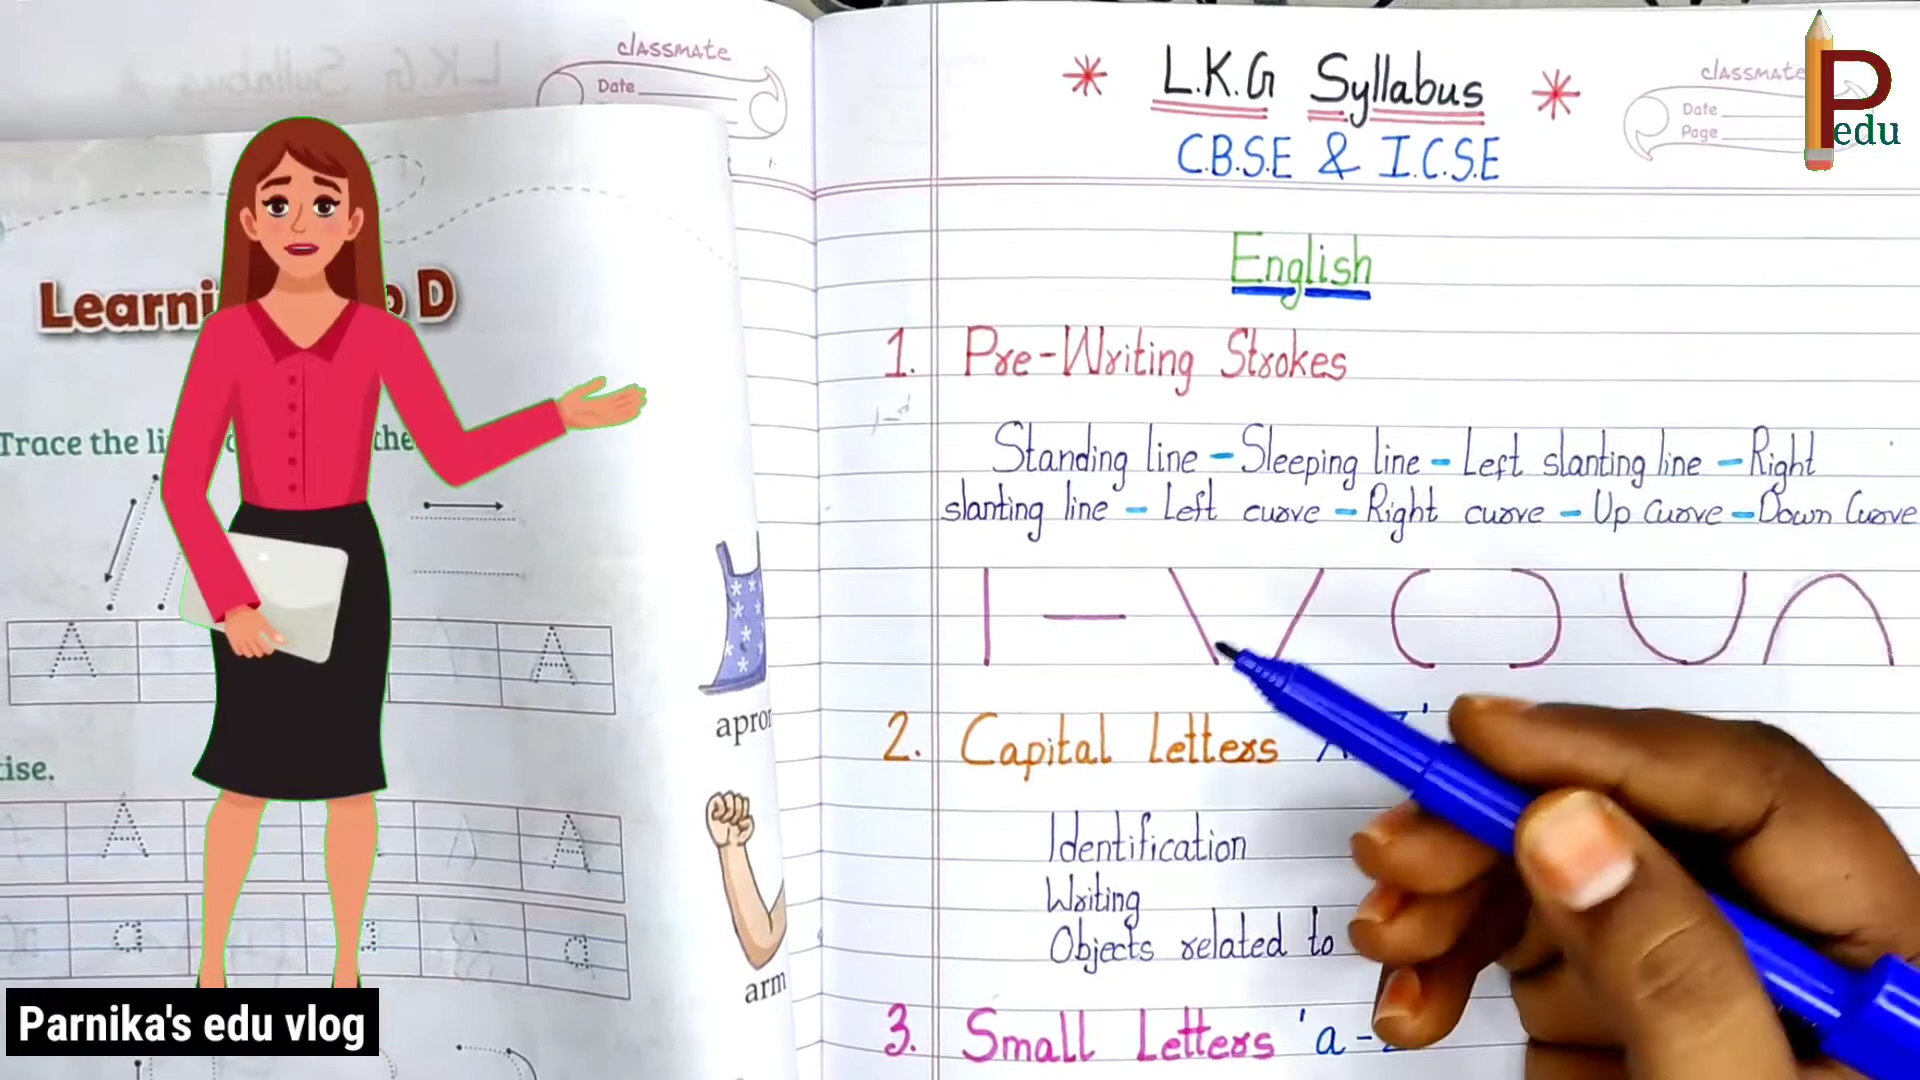 classmate
Date
Learni o D
Trace the li the
A A
apron
ise.
A A
a a a
arm
Parnika's edu vlog
L.K.G Syllabus
C.B.S.E & I.C.S.E
classmate
Date
Page
P
edu
English
1. Pre-Writing Strokes
Standing line - Sleeping line - Left slanting line - Right
slanting line - Left curve - Right curve - Up Curve - Down Curve
2. Capital Letters
Identification
Writing
Objects related to
3. Small Letters 'a-z